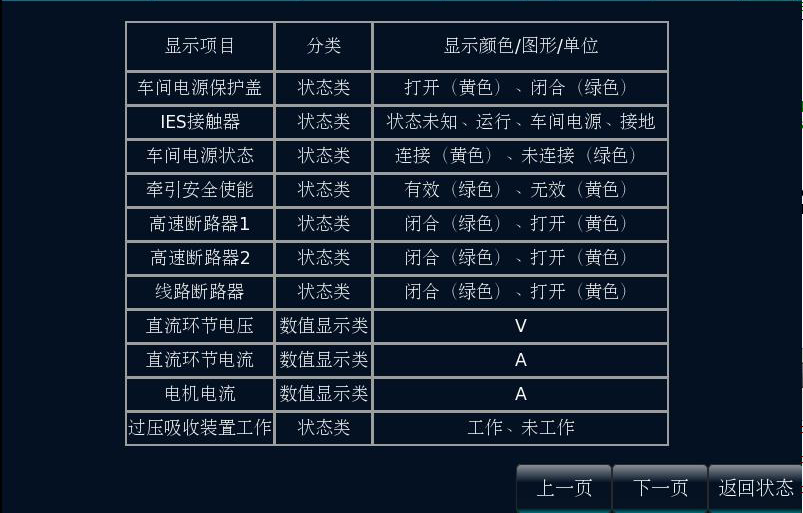 显示项目 分类 显示颜色/图形/单位
车间电源保护盖 状态类 打开（黄色）、闭合（绿色）
IES接触器 状态类 状态未知、运行、车间电源、接地
车间电源状态 状态类 连接（黄色）、未连接（绿色）
牵引安全使能 状态类 有效（绿色）、无效（黄色）
高速断路器1 状态类 闭合（绿色）、打开（黄色）
高速断路器2 状态类 闭合（绿色）、打开（黄色）
线路断路器 状态类 闭合（绿色）、打开（黄色）
直流环节电压 数值显示类 V
直流环节电流 数值显示类 A
电机电流 数值显示类 A
过压吸收装置工作 状态类 工作、未工作
上一页 下一页 返回状态